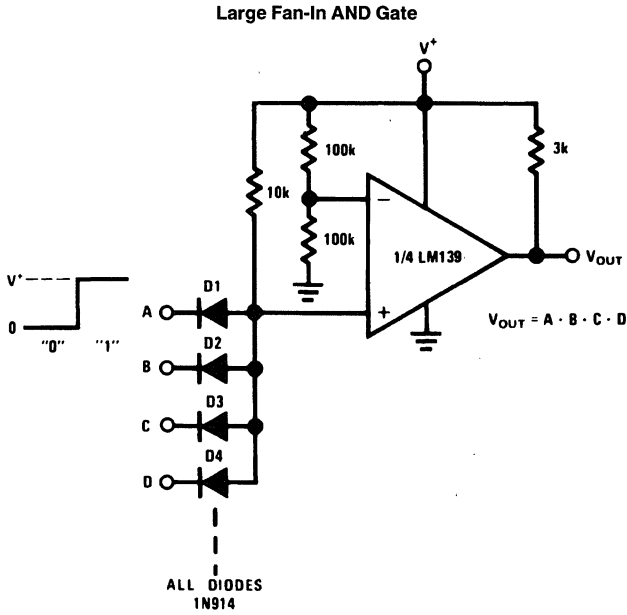 Large Fan-In AND Gate
V+
100k
3k
10k
100k
−
1/4 LM139
VOUT
+
VOUT = A · B · C · D
V+
0
"0" "1"
A
D1
B
D2
C
D3
D
D4
ALL DIODES
1N914